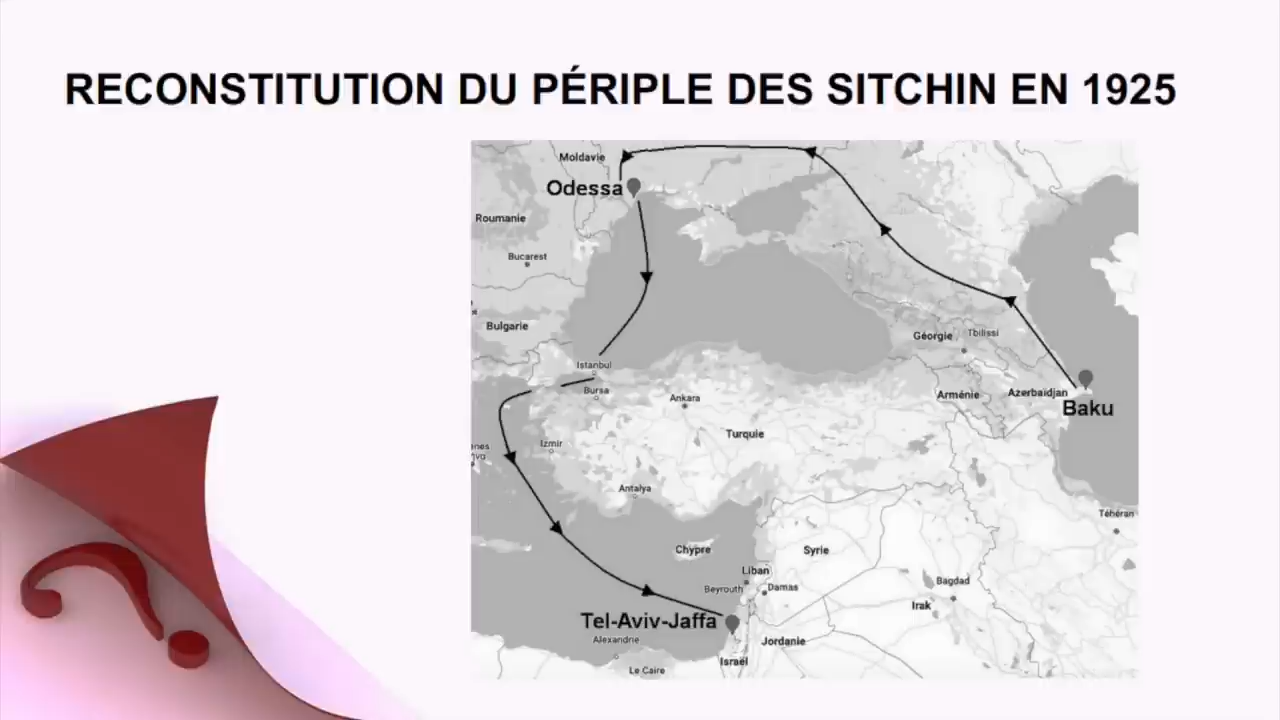 RECONSTITUTION DU PÉRIPLE DES SITCHIN EN 1925
Moldavie
Odessa
Roumanie
Bucarest
Bulgarie
Géorgie
Tbilissi
Istanbul
Bursa
Ankara
Arménie
Azerbaïdjan
Baku
Turquie
Izmir
Antalya
Téhéran
Chypre
Syrie
Liban
Beyrouth
Damas
Bagdad
Irak
Tel-Aviv-Jaffa
Alexandrie
Jordanie
Israël
Le Caire